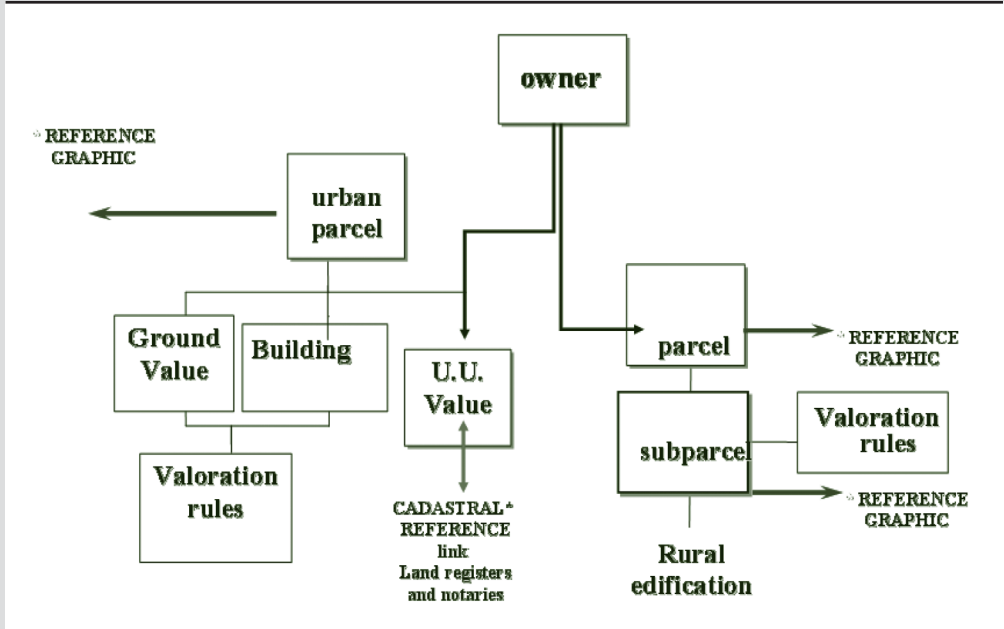 owner
* REFERENCE
GRAPHIC
urban
parcel
Ground
Value
Building
U.U.
Value
parcel
* REFERENCE
GRAPHIC
subparcel
Valoration
rules
Valoration
rules
CADASTRAL*
REFERENCE
link
Land registers
and notaries
* REFERENCE
GRAPHIC
Rural
edification